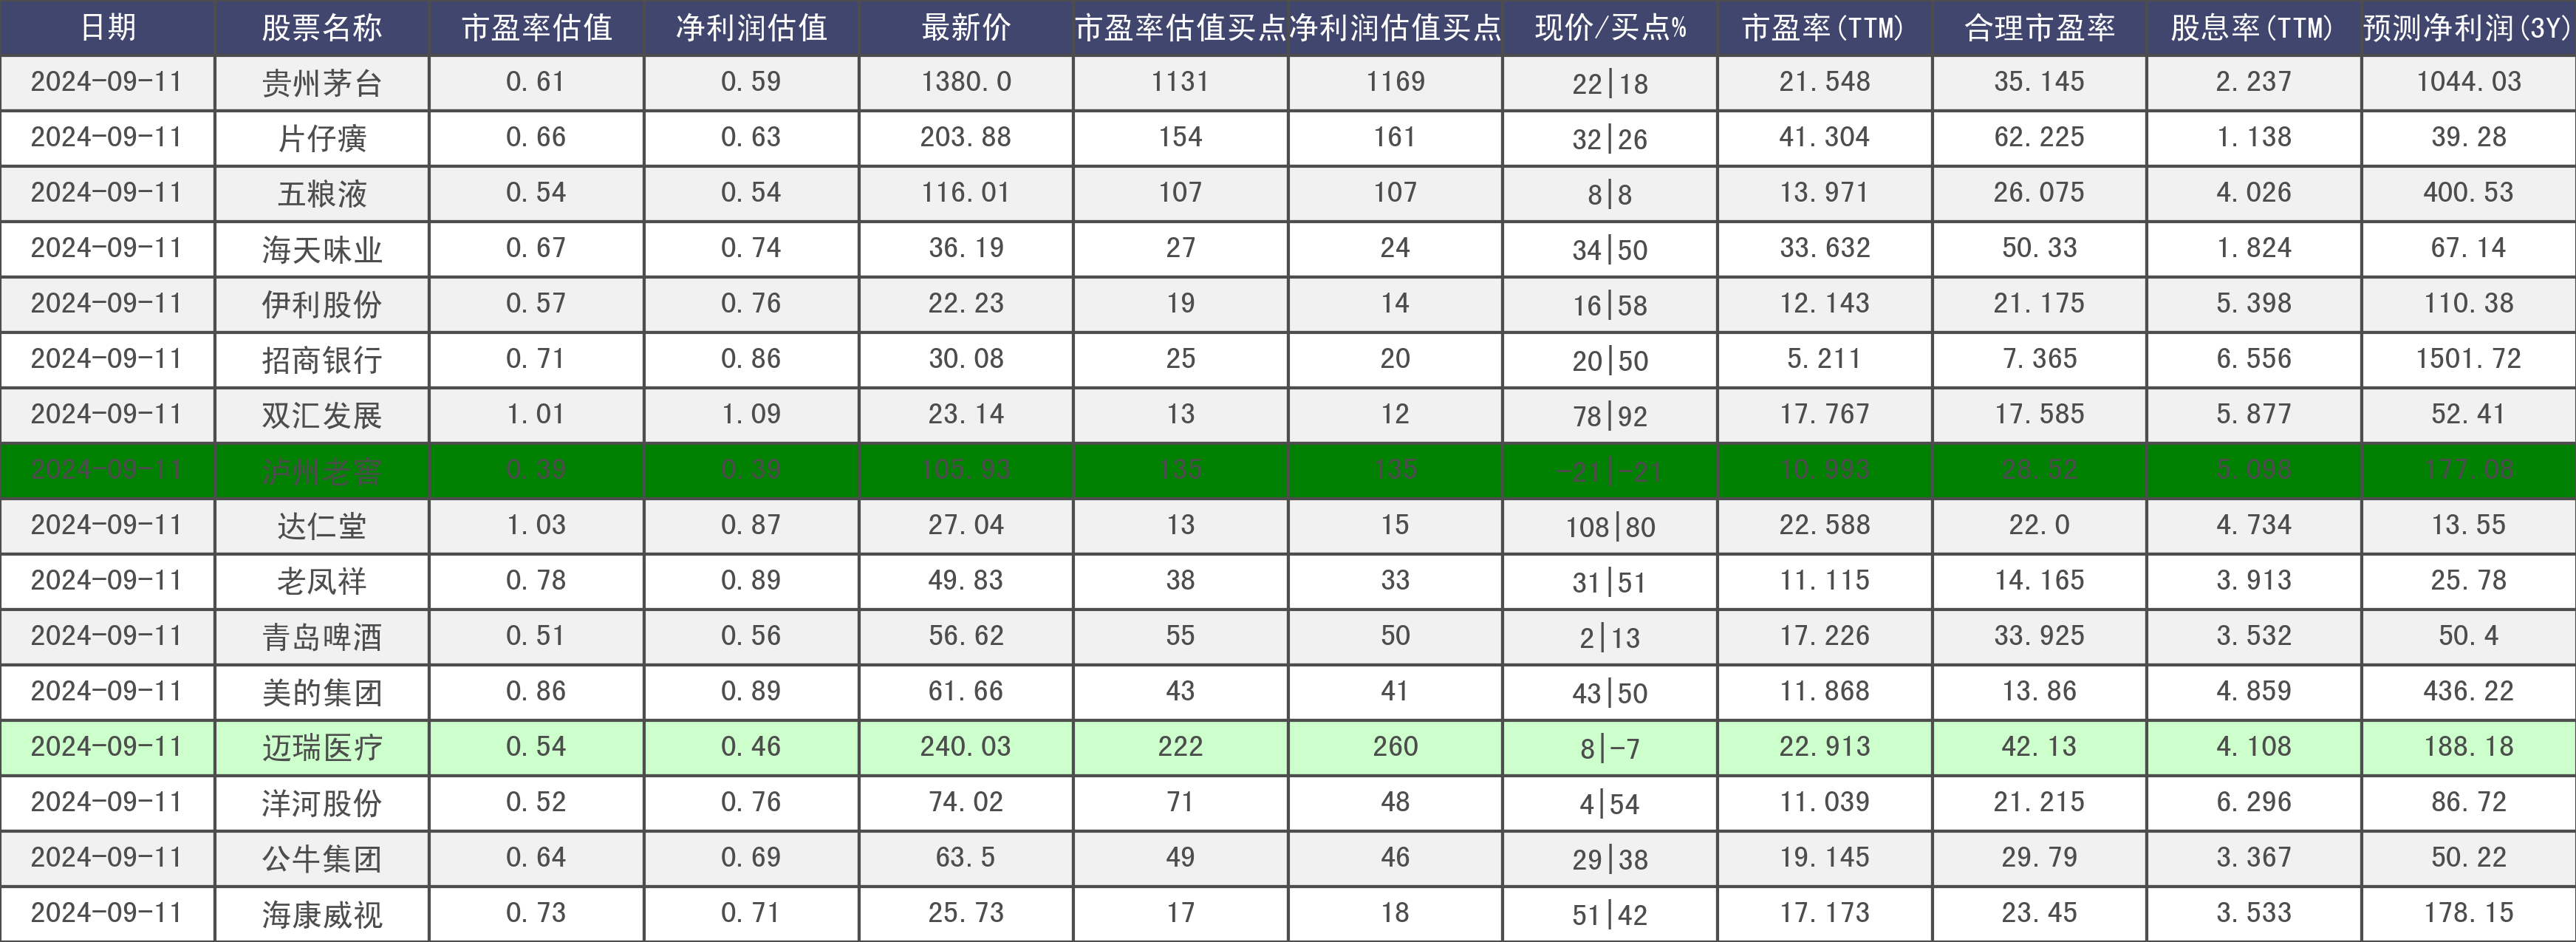 日期 股票名称 市盈率估值 净利润估值 最新价 市盈率估值买点 净利润估值买点 现价/买点% 市盈率(TTM) 合理市盈率 股息率(TTM) 预测净利润(3Y)
2024-09-11 贵州茅台 0.61 0.59 1380.0 1131 1169 22|18 21.548 35.145 2.237 1044.03
2024-09-11 片仔癀 0.66 0.63 203.88 154 161 32|26 41.304 62.225 1.138 39.28
2024-09-11 五粮液 0.54 0.54 116.01 107 107 8|8 13.971 26.075 4.026 400.53
2024-09-11 海天味业 0.67 0.74 36.19 27 24 34|50 33.632 50.33 1.824 67.14
2024-09-11 伊利股份 0.57 0.76 22.23 19 14 16|58 12.143 21.175 5.398 110.38
2024-09-11 招商银行 0.71 0.86 30.08 25 20 20|50 5.211 7.365 6.556 1501.72
2024-09-11 双汇发展 1.01 1.09 23.14 13 12 78|92 17.767 17.585 5.877 52.41
2024-09-11 泸州老窖 0.39 0.39 105.93 135 135 -21|-21 10.993 28.52 5.098 177.08
2024-09-11 达仁堂 1.03 0.87 27.04 13 15 108|80 22.588 22.0 4.734 13.55
2024-09-11 老凤祥 0.78 0.89 49.83 38 33 31|51 11.115 14.165 3.913 25.78
2024-09-11 青岛啤酒 0.51 0.56 56.62 55 50 2|13 17.226 33.925 3.532 50.4
2024-09-11 美的集团 0.86 0.89 61.66 43 41 43|50 11.868 13.86 4.859 436.22
2024-09-11 迈瑞医疗 0.54 0.46 240.03 222 260 8|-7 22.913 42.13 4.108 188.18
2024-09-11 洋河股份 0.52 0.76 74.02 71 48 4|54 11.039 21.215 6.296 86.72
2024-09-11 公牛集团 0.64 0.69 63.5 49 46 29|38 19.145 29.79 3.367 50.22
2024-09-11 海康威视 0.73 0.71 25.73 17 18 51|42 17.173 23.45 3.533 178.15